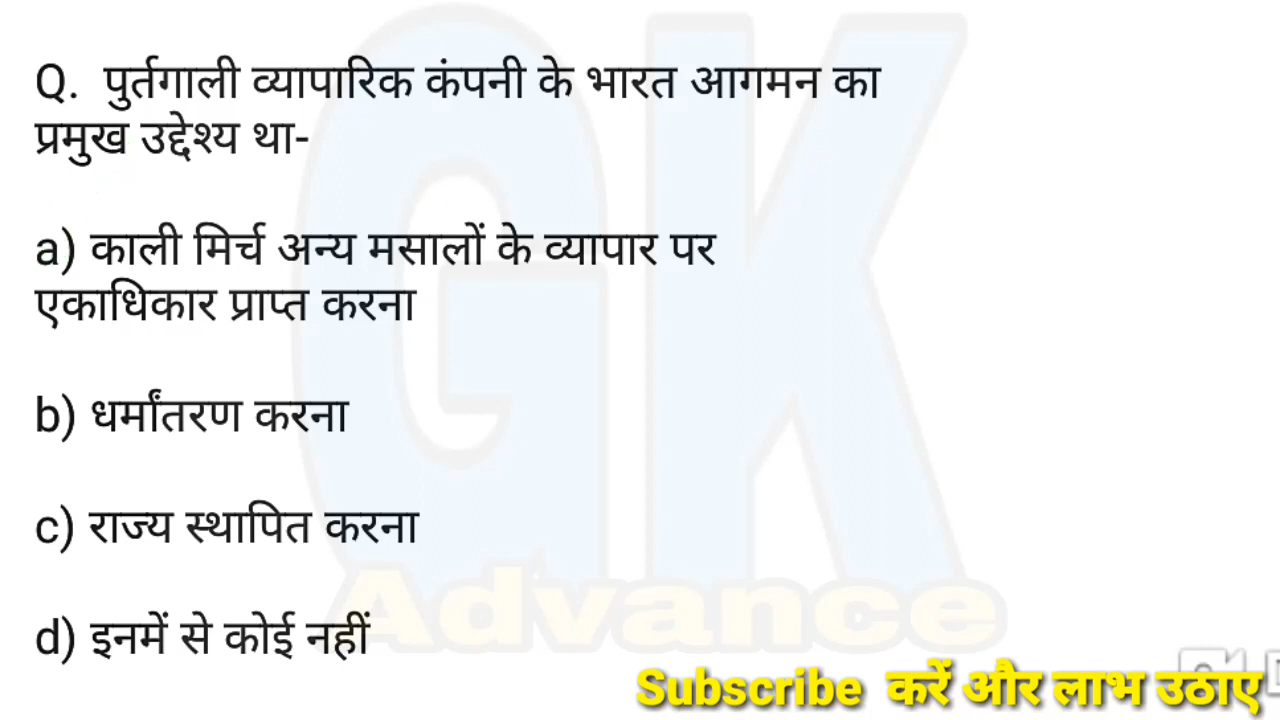 Q. पुर्तगाली व्यापारिक कंपनी के भारत आगमन का
प्रमुख उद्देश्य था-
a) काली मिर्च अन्य मसालों के व्यापार पर
एकाधिकार प्राप्त करना
b) धर्मांतरण करना
c) राज्य स्थापित करना
d) इनमें से कोई नहीं
GK
Advance
Subscribe करें और लाभ उठाए